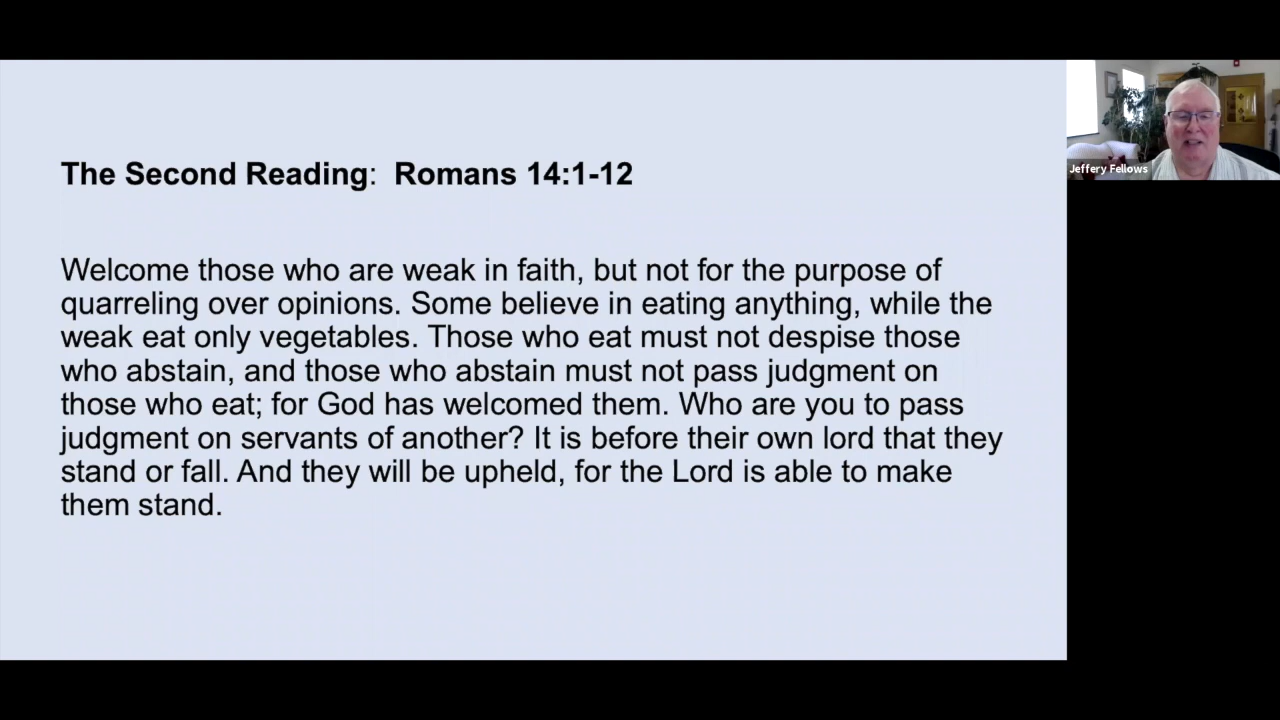 The Second Reading:  Romans 14:1-12
Welcome those who are weak in faith, but not for the purpose of
quarreling over opinions. Some believe in eating anything, while the
weak eat only vegetables. Those who eat must not despise those
who abstain, and those who abstain must not pass judgment on
those who eat; for God has welcomed them. Who are you to pass
judgment on servants of another? It is before their own lord that they
stand or fall. And they will be upheld, for the Lord is able to make
them stand.
Jeffery Fellows